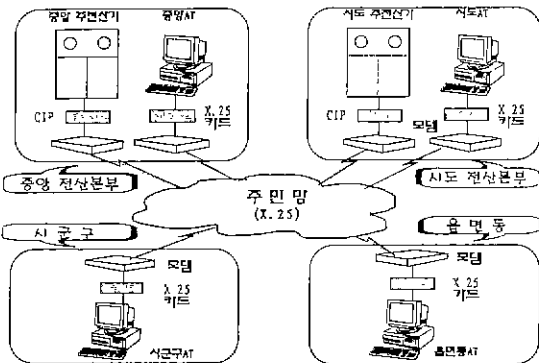 중앙 주전산기
중앙AT
시도 주전산기
시도AT
CIP
X.25
카드
CIP
모뎀
X.25
카드
중앙 전산본부
시도 전산본부
주 민 망
(X.25)
시 군 구
읍 면 동
모뎀
X.25
카드
시군구AT
모뎀
X.25
카드
읍면동AT